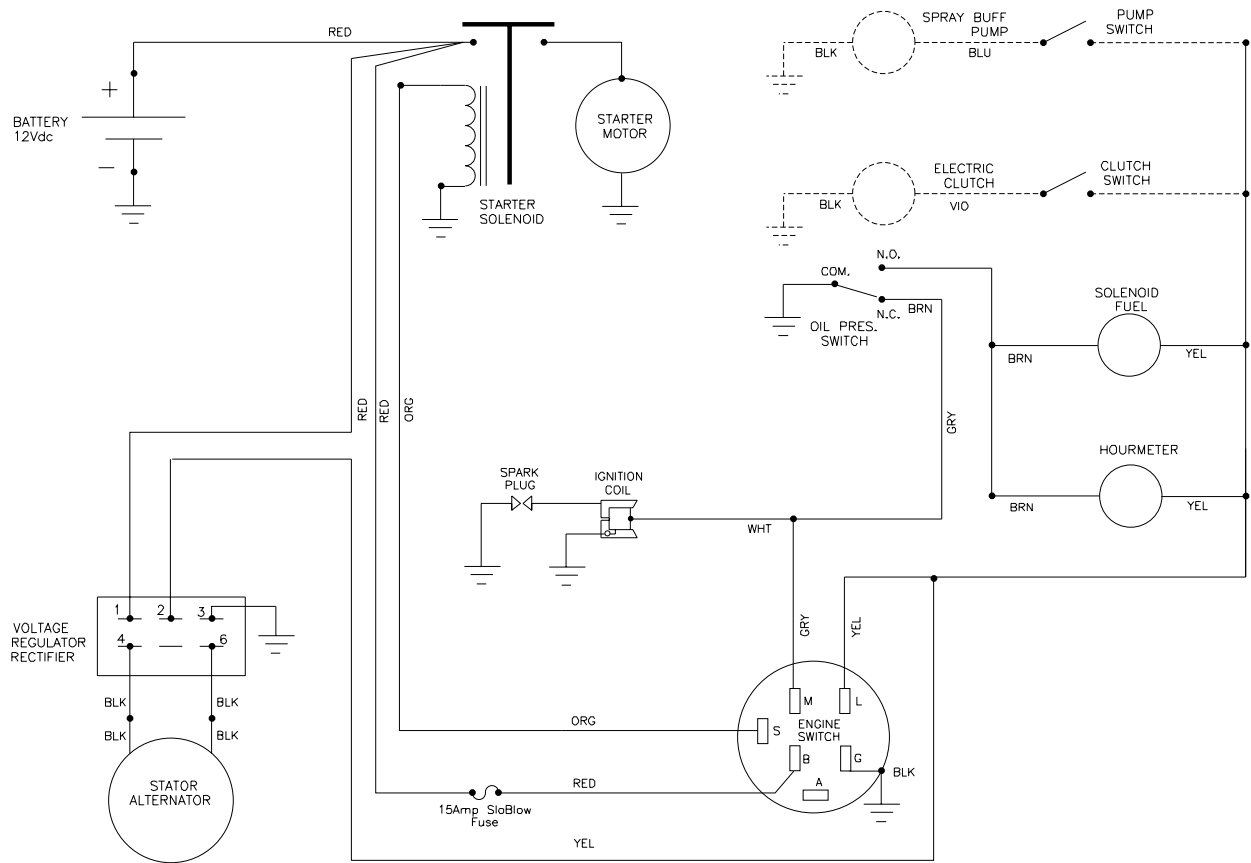 RED
SPRAY BUFF
PUMP
PUMP
SWITCH
BLK
BLU
+
BATTERY
12Vdc
−
STARTER
MOTOR
STARTER
SOLENOID
ELECTRIC
CLUTCH
CLUTCH
SWITCH
BLK
VIO
N.O.
COM.
N.C.
BRN
OIL PRES.
SWITCH
SOLENOID
FUEL
BRN
YEL
RED
RED
ORG
GRY
HOURMETER
BRN
YEL
SPARK
PLUG
IGNITION
COIL
WHT
VOLTAGE
REGULATOR
RECTIFIER
1
2
3
4
6
BLK
BLK
BLK
BLK
STATOR
ALTERNATOR
GRY
YEL
M
L
S
ENGINE
SWITCH
B
G
A
BLK
ORG
RED
15Amp SloBlow
Fuse
YEL